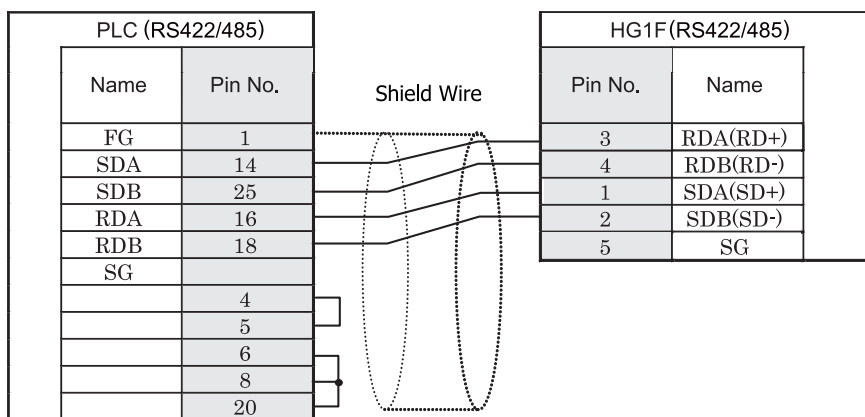 PLC (RS422/485)
Name Pin No.
FG 1
SDA 14
SDB 25
RDA 16
RDB 18
SG
4
5
6
8
20
Shield Wire
HG1F(RS422/485)
Pin No. Name
3 RDA(RD+)
4 RDB(RD-)
1 SDA(SD+)
2 SDB(SD-)
5 SG